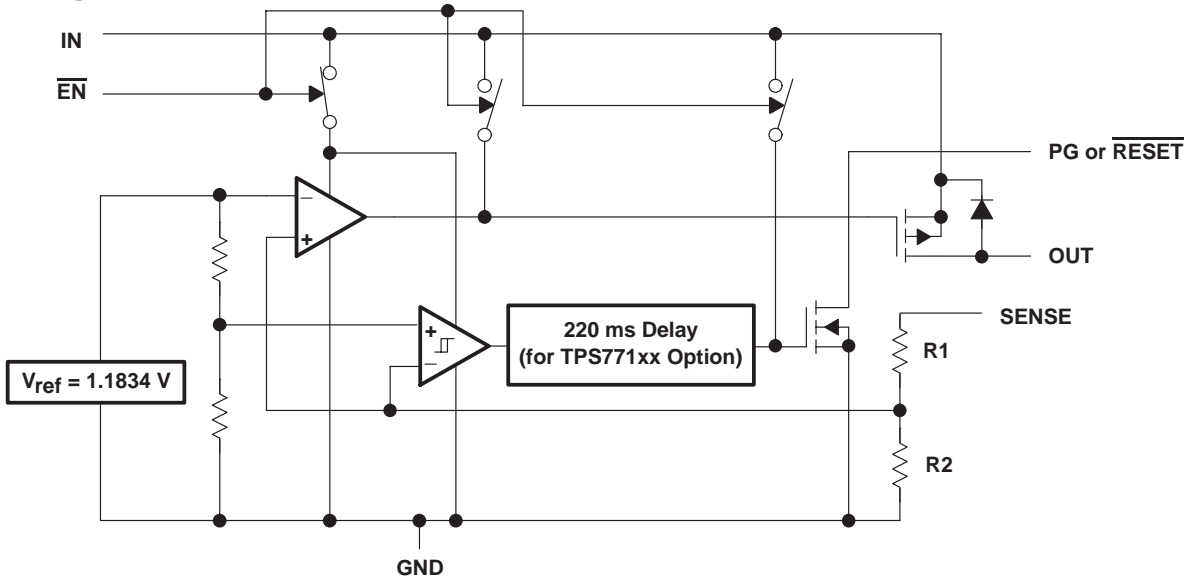 IN
EN
PG or RESET
OUT
SENSE
−
+
+
−
220 ms Delay
(for TPS771xx Option)
R1
Vref = 1.1834 V
R2
GND